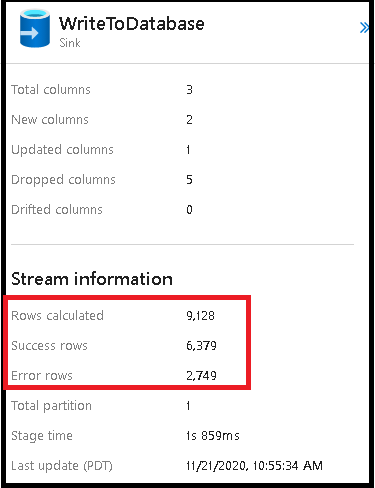 WriteToDatabase
Sink
Total columns 3
New columns 2
Updated columns 1
Dropped columns 5
Drifted columns 0
Stream information
Rows calculated 9,128
Success rows 6,379
Error rows 2,749
Total partition 1
Stage time 1s 859ms
Last update (PDT) 11/21/2020, 10:55:34 AM